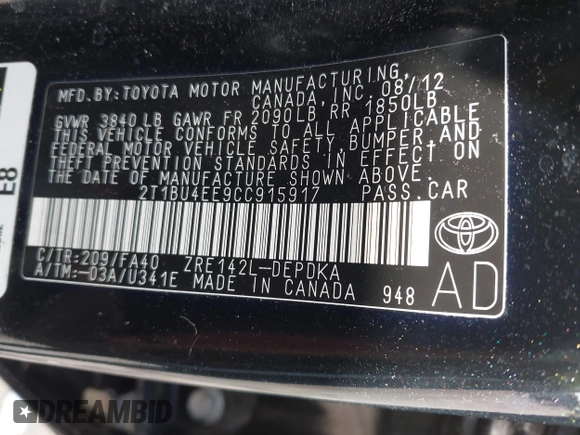 MFD.BY:TOYOTA MOTOR MANUFACTURING,
CANADA, INC. 08/12
GVWR 3840LB GAWR FR 2090LB RR 1850LB
THIS VEHICLE CONFORMS TO ALL APPLICABLE
FEDERAL MOTOR VEHICLE SAFETY, BUMPER, AND
THEFT PREVENTION STANDARDS IN EFFECT ON
THE DATE OF MANUFACTURE SHOWN ABOVE.
2T1BU4EE9CC915917 PASS.CAR
C/TR:209/FA40 ZRE142L-DEPDKA
A/TM:-03A/U341E MADE IN CANADA 948
AD
E8
DREAMBID